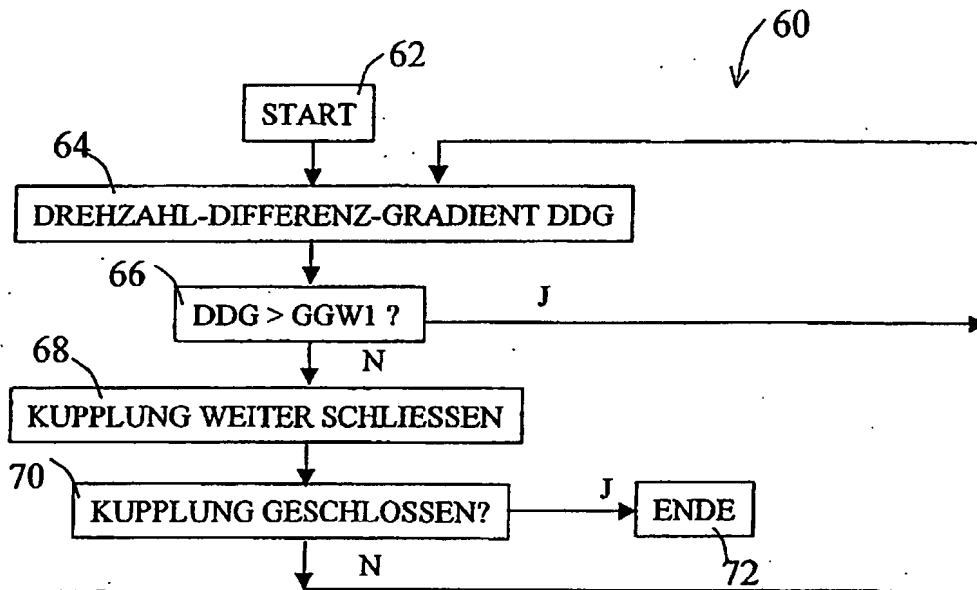 60
62
START
64
DREHZAHL-DIFFERENZ-GRADIENT DDG
66
DDG > GGW1 ?
J
N
68
KUPPLUNG WEITER SCHLIESSEN
70
KUPPLUNG GESCHLOSSEN?
J
ENDE
72
N